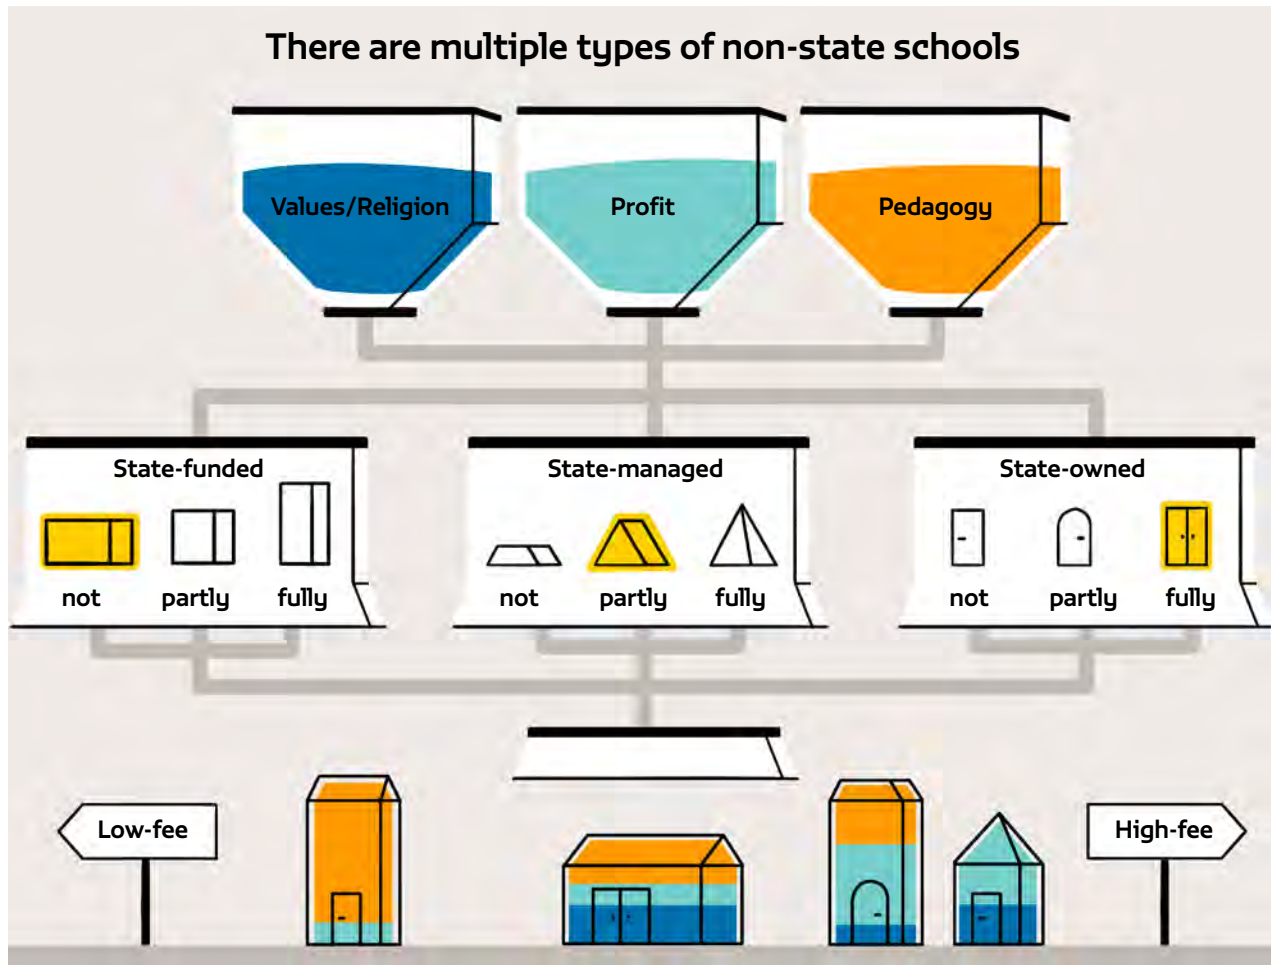 There are multiple types of non-state schools
Values/Religion
Profit
Pedagogy
State-funded
not
partly
fully
State-managed
not
partly
fully
State-owned
not
partly
fully
Low-fee
High-fee